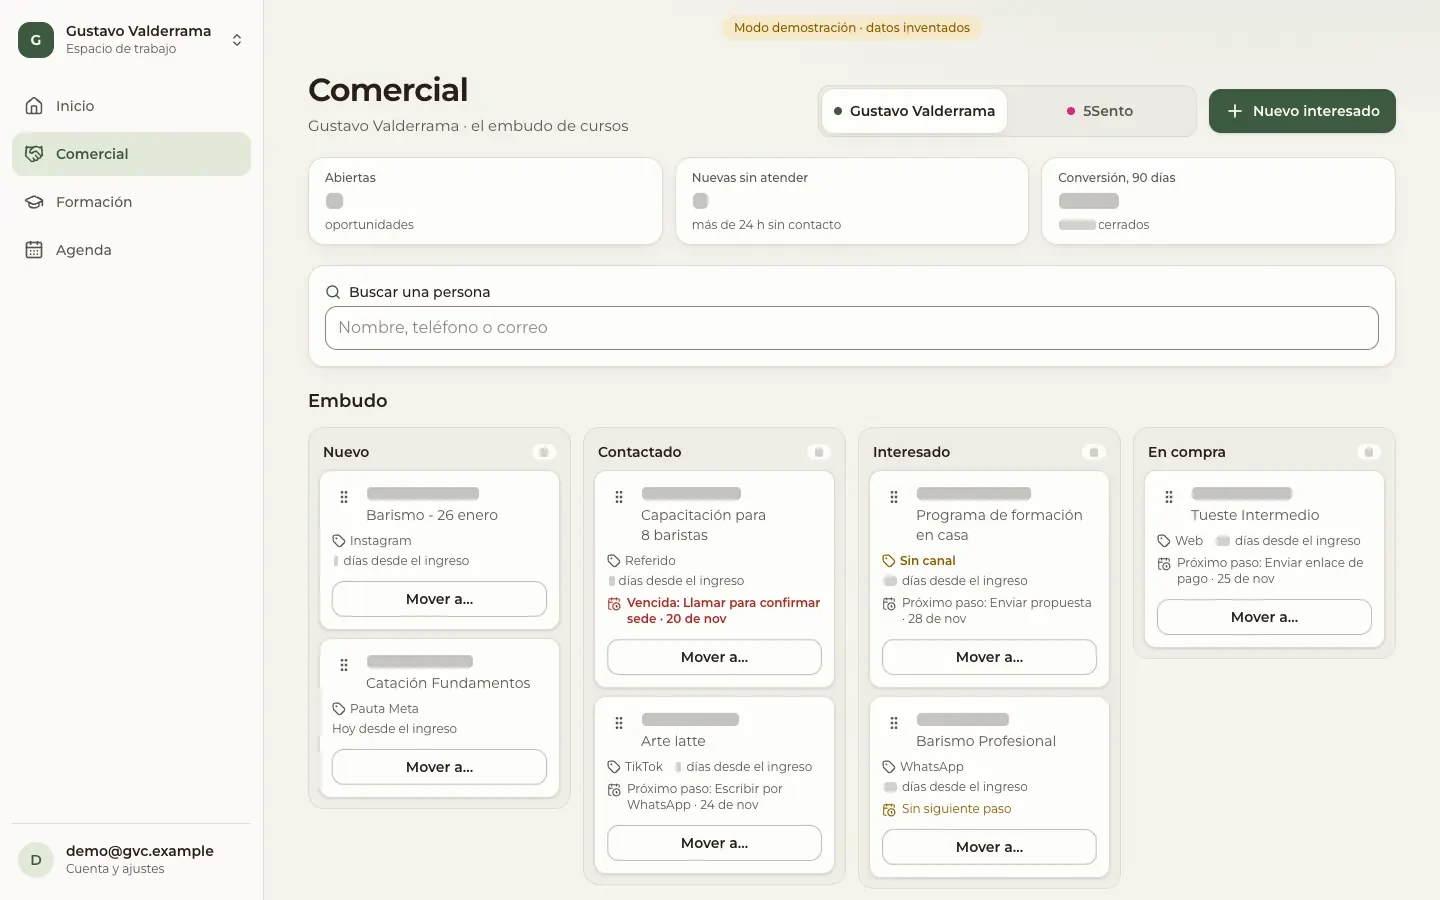 Gustavo Valderrama
Espacio de trabajo
G
Inicio
Comercial
Formación
Agenda
demo@gvc.example
Cuenta y ajustes
D
Modo demostración · datos inventados
Comercial
Gustavo Valderrama · el embudo de cursos
Gustavo Valderrama
5Sento
Nuevo interesado
Abiertas
oportunidades
Nuevas sin atender
más de 24 h sin contacto
Conversión, 90 días
cerrados
Buscar una persona
Nombre, teléfono o correo
Embudo
Nuevo
Barismo - 26 enero
Instagram
días desde el ingreso
Mover a...
Catación Fundamentos
Pauta Meta
Hoy desde el ingreso
Mover a...
Contactado
Capacitación para
8 baristas
Referido
días desde el ingreso
Vencida: Llamar para confirmar
sede · 20 de nov
Mover a...
Arte latte
TikTok días desde el ingreso
Próximo paso: Escribir por
WhatsApp · 24 de nov
Mover a...
Interesado
Programa de formación
en casa
Sin canal
días desde el ingreso
Próximo paso: Enviar propuesta
· 28 de nov
Mover a...
Barismo Profesional
WhatsApp
días desde el ingreso
Sin siguiente paso
Mover a...
En compra
Tueste Intermedio
Web días desde el ingreso
Próximo paso: Enviar enlace de
pago · 25 de nov
Mover a...